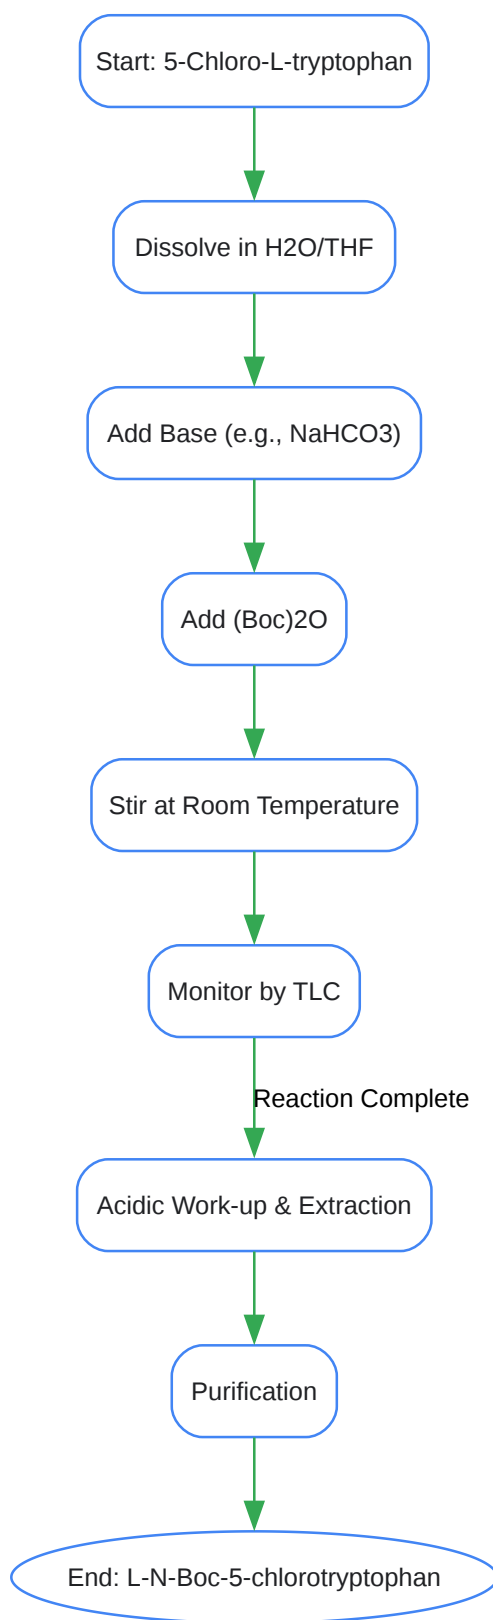 Start: 5-Chloro-L-tryptophan
Dissolve in H2O/THF
Add Base (e.g., NaHCO3)
Add (Boc)2O
Stir at Room Temperature
Monitor by TLC
Reaction Complete
Acidic Work-up & Extraction
Purification
End: L-N-Boc-5-chlorotryptophan